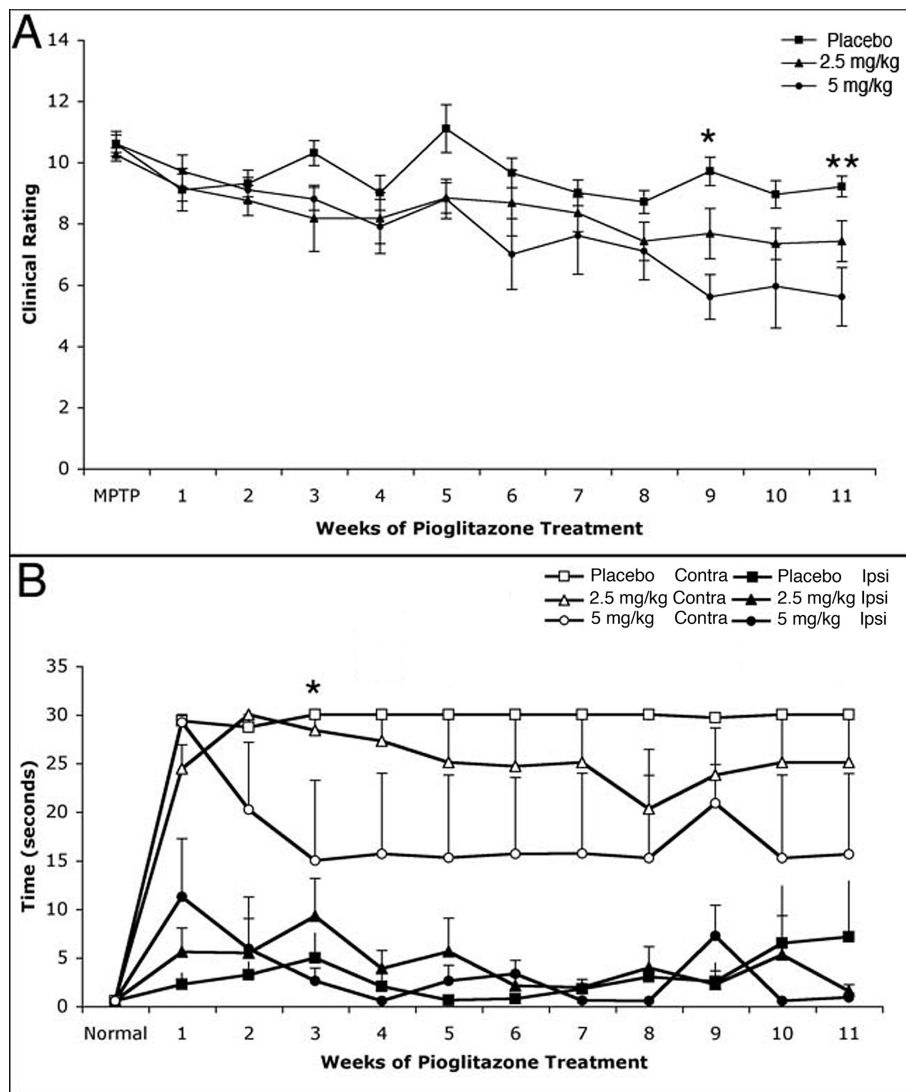 A
14
12
10
8
6
4
2
0
Clinical Rating
Placebo
2.5 mg/kg
5 mg/kg
*
**
MPTP 1 2 3 4 5 6 7 8 9 10 11
Weeks of Pioglitazone Treatment
B
Placebo Contra Placebo Ipsi
2.5 mg/kg Contra 2.5 mg/kg Ipsi
5 mg/kg Contra 5 mg/kg Ipsi
35
30
25
20
15
10
5
0
Time (seconds)
*
Normal 1 2 3 4 5 6 7 8 9 10 11
Weeks of Pioglitazone Treatment